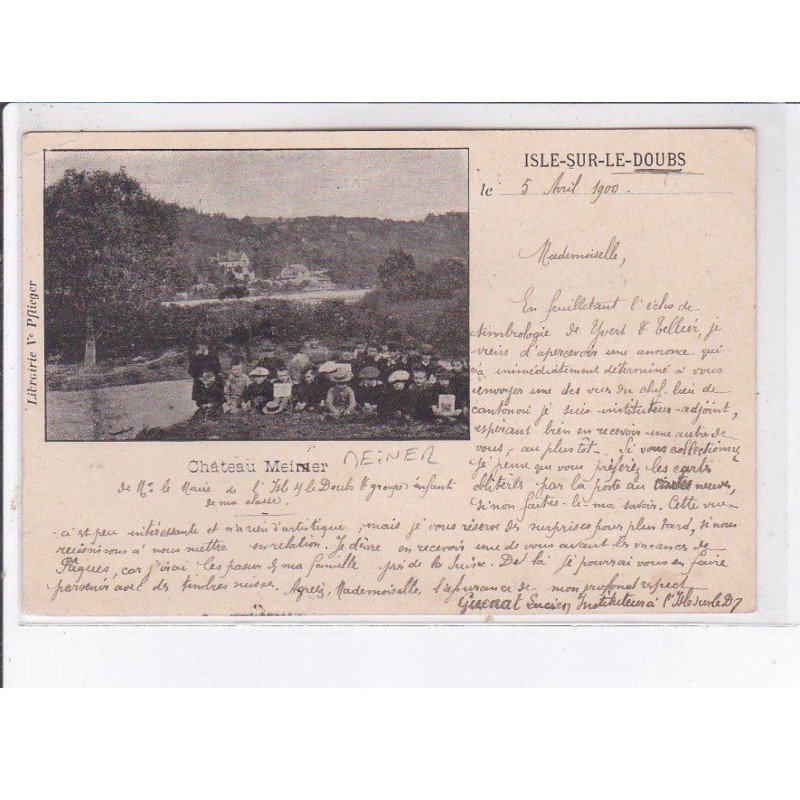 ISLE-SUR-LE-DOUBS
le 5 Avril 1900.
Librairie Ve Pflieger
Mademoiselle,
En feuilletant l'écho de
timbrologie de Yvert & Tellier, je
viens d'apercevoir une annonce qui
m'a immédiatement déterminé à vous
envoyer une des vues du chef-lieu de
canton où je suis instituteur-adjoint,
espérant bien en recevoir une autre de
vous, au plus tôt. Si vous collectionnez
je pense que vous préférez les cartes
oblitérées par la poste au neuves,
si non faites-le-moi savoir. Cette vue
Château Meiner MEINER
de Mr. le Maire de l'Isle s/ le Doubs & groupe d'enfants
de ma classe.
ci est peu intéressante et n'a rien d'artistique, mais je vous réserve des surprises pour plus tard, si nous
réussissons à nous mettre en relation. Je désire en recevoir une de vous avant les vacances de
Pâques, car j'irai les passer ds ma famille près de la Suisse. De là je pourrai vous en faire
parvenir avec des timbres suisses. Agréez, Mademoiselle, l'assurance de mon profond respect
Guenat Lucien Instituteur à l'Isle sur le D